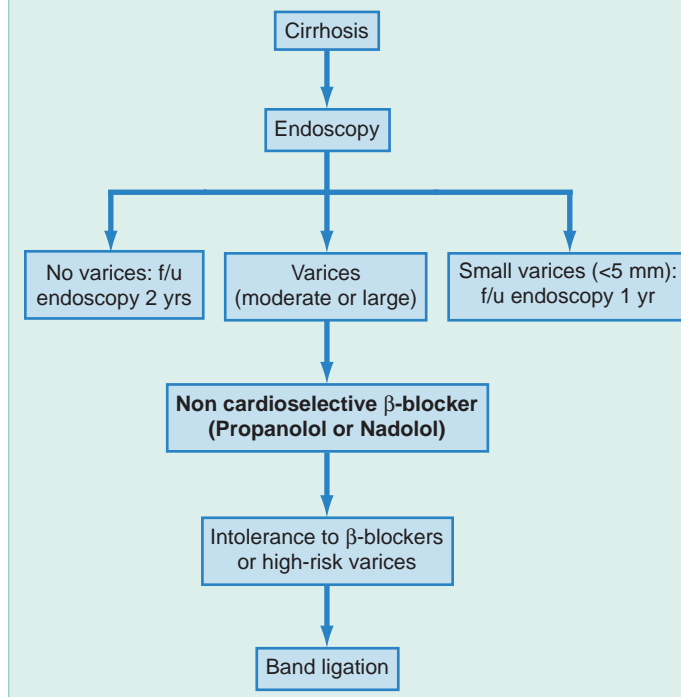 Cirrhosis
Endoscopy
No varices: f/u
endoscopy 2 yrs
Varices
(moderate or large)
Small varices (<5 mm):
f/u endoscopy 1 yr
Non cardioselective β-blocker
(Propanolol or Nadolol)
Intolerance to β-blockers
or high-risk varices
Band ligation